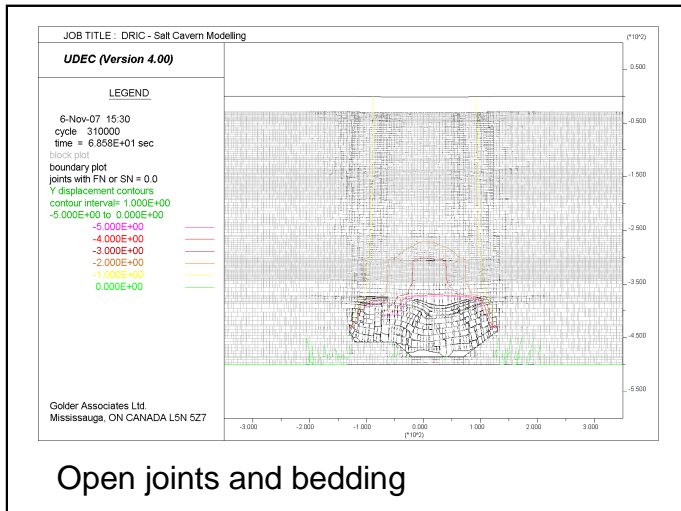 JOB TITLE : DRIC - Salt Cavern Modelling
(*10^2)
UDEC (Version 4.00)
LEGEND
6-Nov-07 15:30
cycle 310000
time = 6.858E+01 sec
block plot
boundary plot
joints with FN or SN = 0.0
Y displacement contours
contour interval= 1.000E+00
-5.000E+00 to 0.000E+00
-5.000E+00
-4.000E+00
-3.000E+00
-2.000E+00
-1.000E+00
0.000E+00
Golder Associates Ltd.
Mississauga, ON CANADA L5N 5Z7
0.500
-0.500
-1.500
-2.500
-3.500
-4.500
-5.500
-3.000 -2.000 -1.000 0.000 1.000 2.000 3.000
(*10^2)
Open joints and bedding